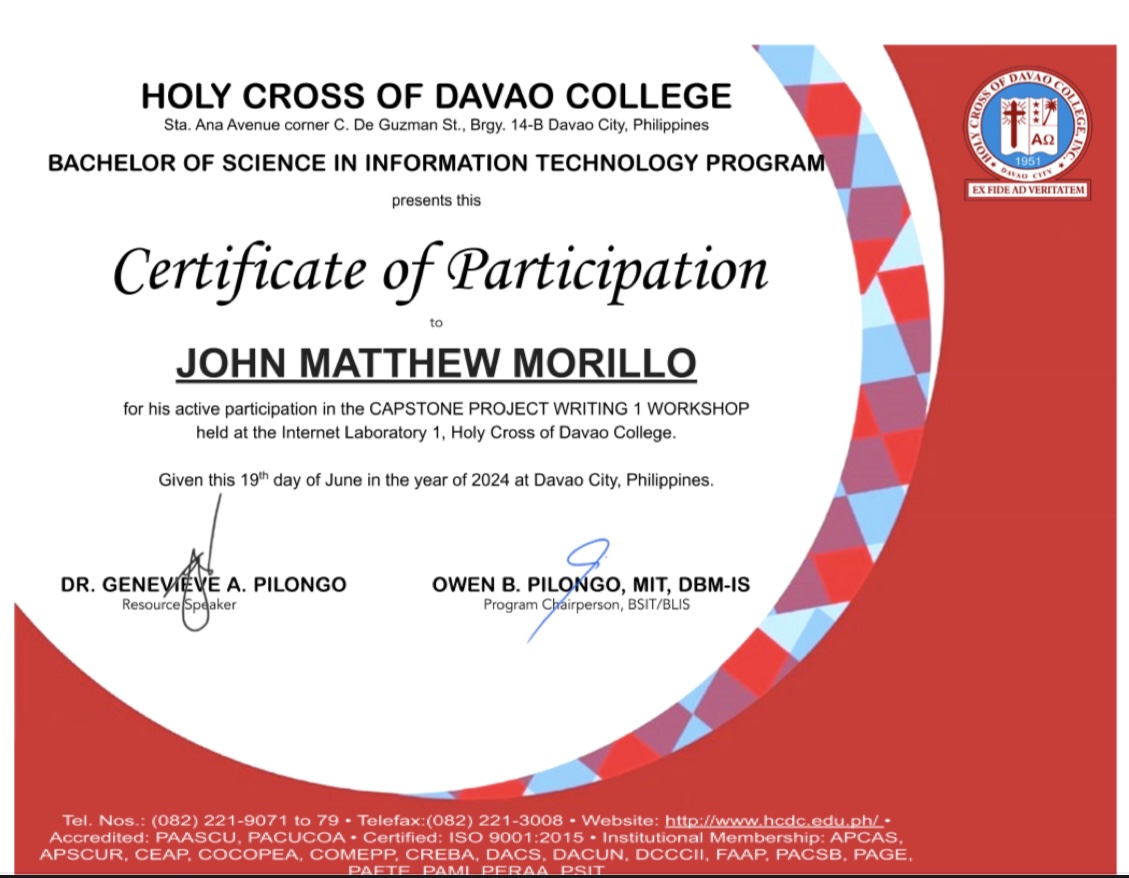 HOLY CROSS OF DAVAO COLLEGE
Sta. Ana Avenue corner C. De Guzman St., Brgy. 14-B Davao City, Philippines
BACHELOR OF SCIENCE IN INFORMATION TECHNOLOGY PROGRAM
presents this
Certificate of Participation
to
JOHN MATTHEW MORILLO
for his active participation in the CAPSTONE PROJECT WRITING 1 WORKSHOP
held at the Internet Laboratory 1, Holy Cross of Davao College.
Given this 19th day of June in the year of 2024 at Davao City, Philippines.
DR. GENEVIEVE A. PILONGO
Resource Speaker
OWEN B. PILONGO, MIT, DBM-IS
Program Chairperson, BSIT/BLIS
HOLY CROSS OF DAVAO COLLEGE, INC.
ΑΩ
1951
DAVAO CITY
EX FIDE AD VERITATEM
Tel. Nos.: (082) 221-9071 to 79 • Telefax:(082) 221-3008 • Website: http://www.hcdc.edu.ph/ •
Accredited: PAASCU, PACUCOA • Certified: ISO 9001:2015 • Institutional Membership: APCAS,
APSCUR, CEAP, COCOPEA, COMEPP, CREBA, DACS, DACUN, DCCCII, FAAP, PACSB, PAGE,
PAFTE, PAMI, PERAA, PSIT